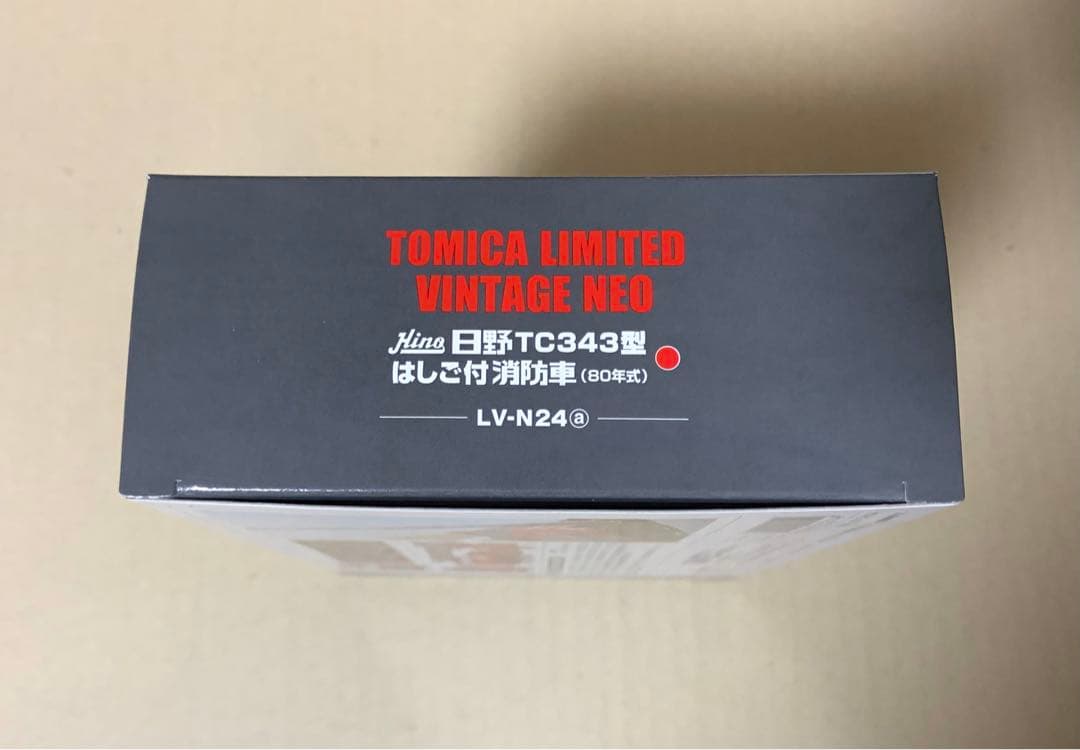 TOMICA LIMITED
VINTAGE NEO
Hino 日野TC343型
はしご付消防車(80年式)
LV-N24ⓐ